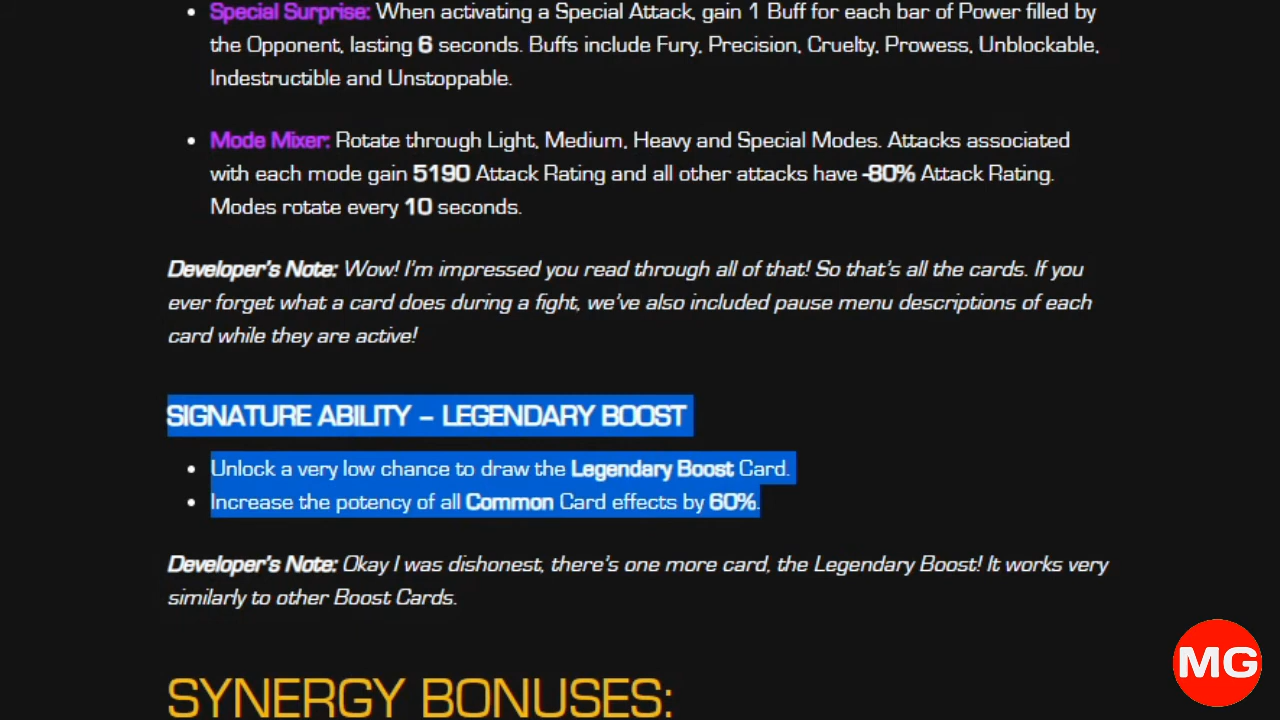 Special Surprise: When activating a Special Attack, gain 1 Buff for each bar of Power filled by
the Opponent, lasting 6 seconds. Buffs include Fury, Precision, Cruelty, Prowess, Unblockable,
Indestructible and Unstoppable.
Mode Mixer: Rotate through Light, Medium, Heavy and Special Modes. Attacks associated
with each mode gain 5190 Attack Rating and all other attacks have -80% Attack Rating.
Modes rotate every 10 seconds.
Developer's Note: Wow! I'm impressed you read through all of that! So that's all the cards. If you
ever forget what a card does during a fight, we've also included pause menu descriptions of each
card while they are active!
SIGNATURE ABILITY – LEGENDARY BOOST
Unlock a very low chance to draw the Legendary Boost Card.
Increase the potency of all Common Card effects by 60%.
Developer's Note: Okay I was dishonest, there's one more card, the Legendary Boost! It works very
similarly to other Boost Cards.
MG
SYNERGY BONUSES: